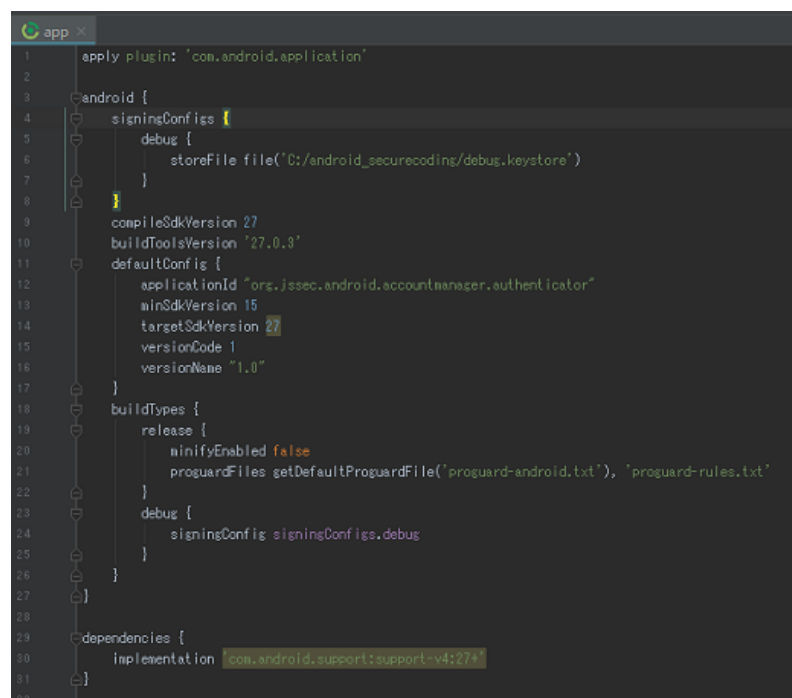 app ×
1 apply plugin: 'com.android.application'
2
3 android {
4 signingConfigs {
5 debug {
6 storeFile file('C:/android_securecoding/debug.keystore')
7 }
8 }
9 compileSdkVersion 27
10 buildToolsVersion '27.0.3'
11 defaultConfig {
12 applicationId "org.jssec.android.accountmanager.authenticator"
13 minSdkVersion 15
14 targetSdkVersion 27
15 versionCode 1
16 versionName "1.0"
17 }
18 buildTypes {
19 release {
20 minifyEnabled false
21 proguardFiles getDefaultProguardFile('proguard-android.txt'), 'proguard-rules.txt'
22 }
23 debug {
24 signingConfig signingConfigs.debug
25 }
26 }
27 }
28
29 dependencies {
30 implementation 'com.android.support:support-v4:27+'
31 }